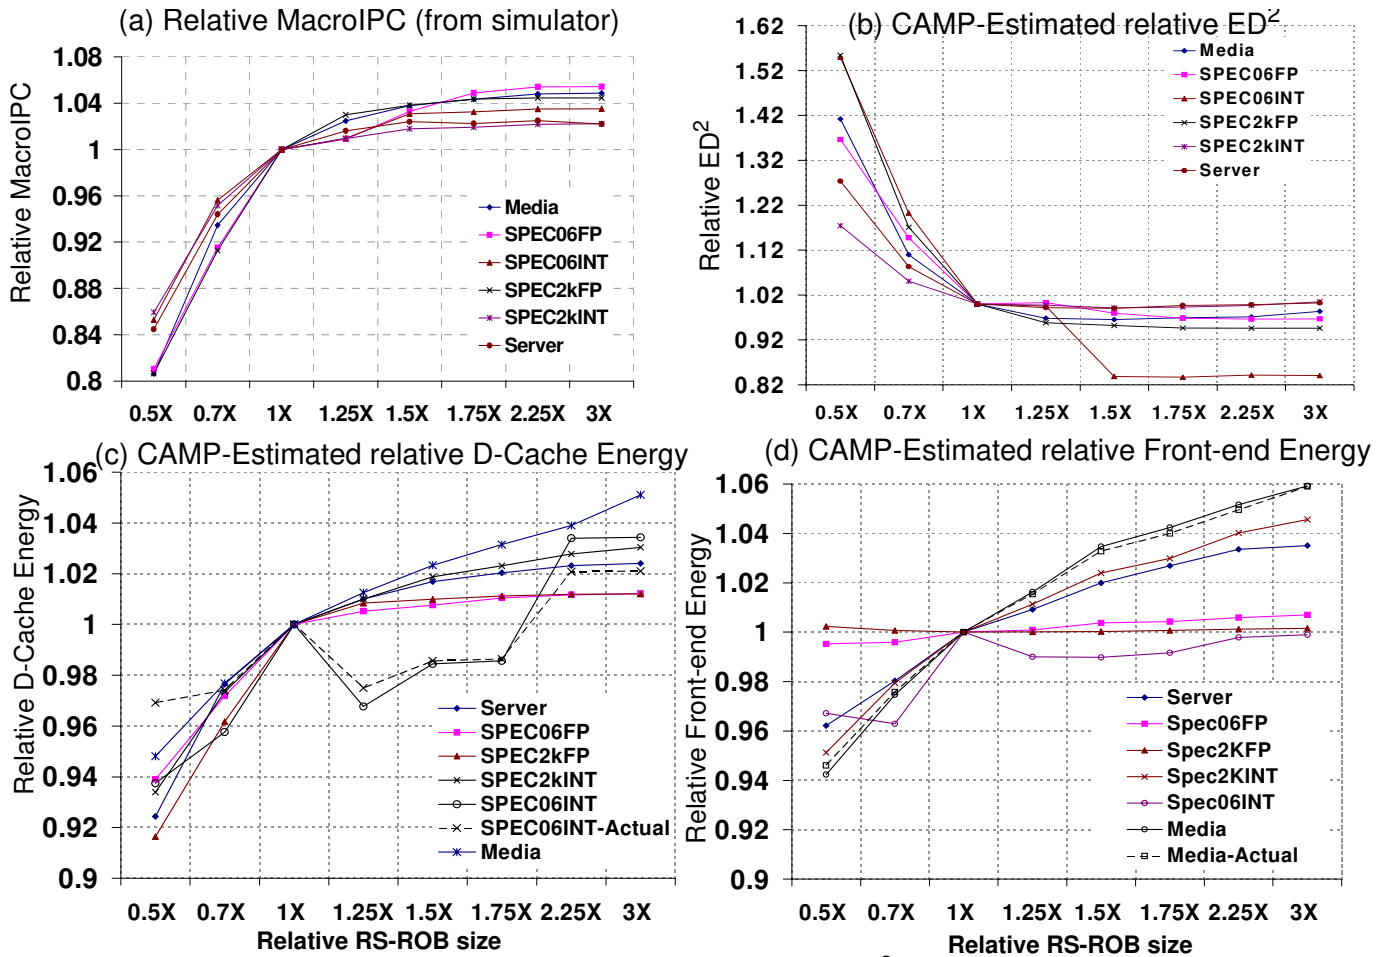 (a) Relative MacroIPC (from simulator)
Relative MacroIPC
1.08
1.04
1
0.96
0.92
0.88
0.84
0.8
0.5X 0.7X 1X 1.25X 1.5X 1.75X 2.25X 3X
Media
SPEC06FP
SPEC06INT
SPEC2kFP
SPEC2kINT
Server
(b) CAMP-Estimated relative ED²
Relative ED²
1.62
1.52
1.42
1.32
1.22
1.12
1.02
0.92
0.82
0.5X 0.7X 1X 1.25X 1.5X 1.75X 2.25X 3X
Media
SPEC06FP
SPEC06INT
SPEC2kFP
SPEC2kINT
Server
(c) CAMP-Estimated relative D-Cache Energy
Relative D-Cache Energy
1.06
1.04
1.02
1
0.98
0.96
0.94
0.92
0.9
0.5X 0.7X 1X 1.25X 1.5X 1.75X 2.25X 3X
Relative RS-ROB size
Server
SPEC06FP
SPEC2kFP
SPEC2kINT
SPEC06INT
SPEC06INT-Actual
Media
(d) CAMP-Estimated relative Front-end Energy
Relative Front-end Energy
1.06
1.04
1.02
1
0.98
0.96
0.94
0.92
0.9
0.5X 0.7X 1X 1.25X 1.5X 1.75X 2.25X 3X
Relative RS-ROB size
Server
Spec06FP
Spec2KFP
Spec2KINT
Spec06INT
Media
Media-Actual